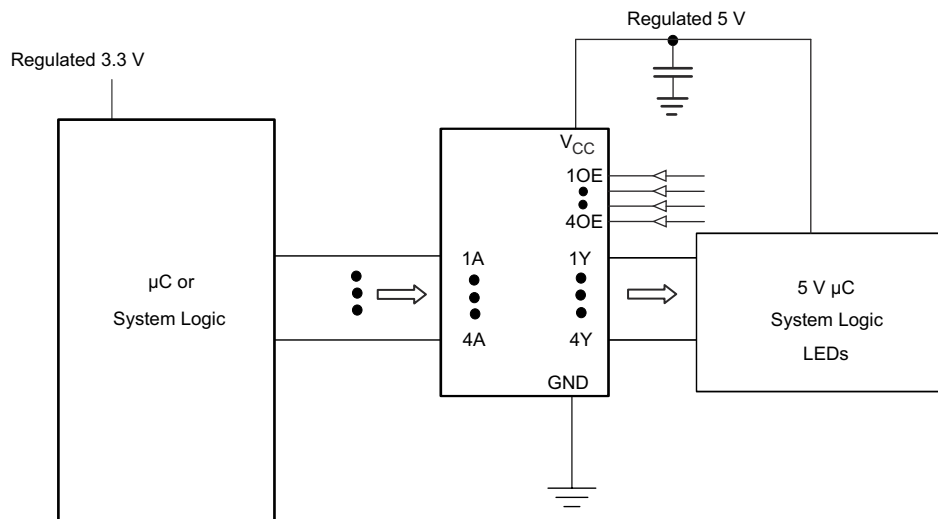 Regulated 5 V
Regulated 3.3 V
VCC
1OE
4OE
1A
4A
1Y
4Y
GND
µC or
System Logic
5 V µC
System Logic
LEDs